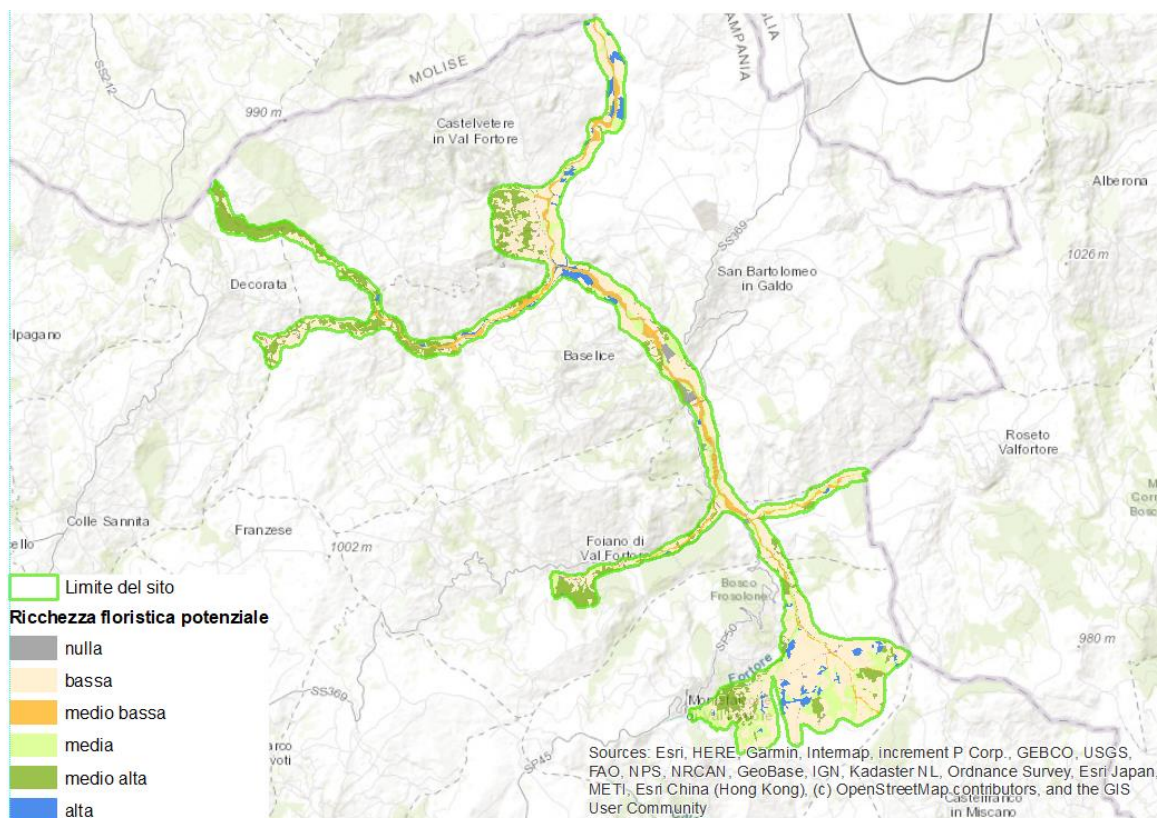 MOLISE
PUGLIA
CAMPANIA
SS212
990 m
Castelvetere
in Val Fortore
Alberona
SS369
1026 m
San Bartolomeo
in Galdo
Decorata
lpagano
Baselice
Roseto
Valfortore
Colle Sannita
Franzese
1002 m
Foiano di
Val Fortore
Bosco
Frosolone
SP50
980 m
Fortore
SS369
SP45
Limite del sito
Ricchezza floristica potenziale
nulla
bassa
medio bassa
media
medio alta
alta
Sources: Esri, HERE, Garmin, Intermap, increment P Corp., GEBCO, USGS,
FAO, NPS, NRCAN, GeoBase, IGN, Kadaster NL, Ordnance Survey, Esri Japan,
METI, Esri China (Hong Kong), (c) OpenStreetMap contributors, and the GIS
User Community
Castelfranco
in Miscano